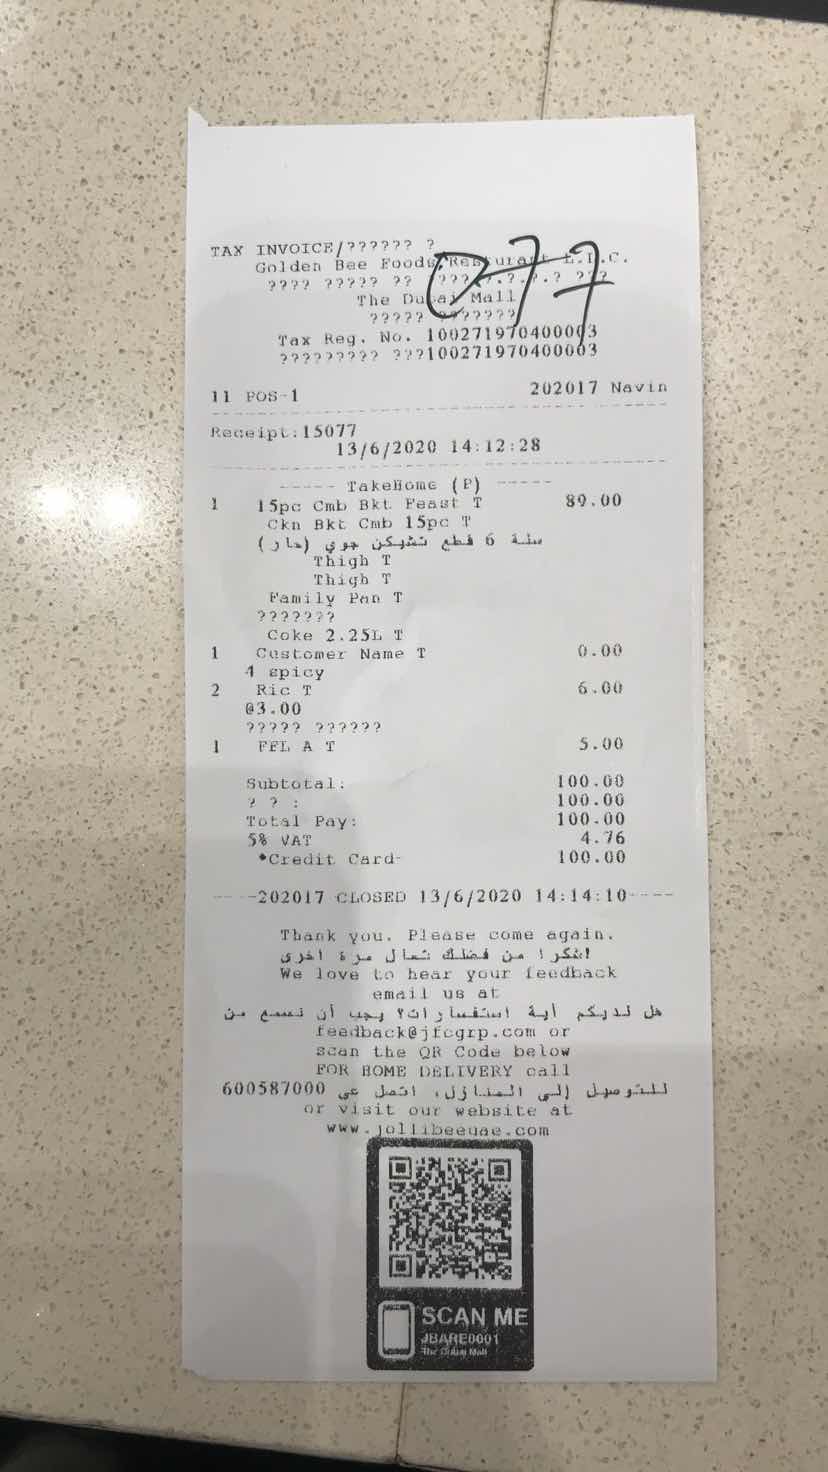 TAX INVOICE/?????? ?
Golden Bee Foods Resturant L.L.C.
???? ????? ?? ????.?.?.? ???
The Dubai Mall
????? ???????
Tax Reg. No. 100271970400003
????????? ???100271970400003
077
11 POS-1 202017 Navin
Receipt:15077
13/6/2020 14:12:28
----- TakeHome (P) -----
1 15pc Cmb Bkt Feast T 89.00
Ckn Bkt Cmb 15pc T
ستة 6 قطع تشيكن جوي (حار)
Thigh T
Thigh T
Family Pan T
???????
Coke 2.25L T
1 Customer Name T 0.00
4 spicy
2 Ric T 6.00
@3.00
????? ??????
1 FFL A T 5.00
Subtotal: 100.00
? ? : 100.00
Total Pay: 100.00
5% VAT 4.76
*Credit Card- 100.00
----202017 CLOSED 13/6/2020 14:14:10----
Thank you. Please come again.
شكرا من فضلك تعال مرة اخرى!
We love to hear your feedback
email us at
هل لديكم أية استفسارات؟ يجب أن نسمع من
feedback@jfcgrp.com or
scan the QR Code below
FOR HOME DELIVERY call
للتوصيل إلى المنازل، اتصل عى 600587000
or visit our website at
www.jollibeeuae.com
SCAN ME
JBARE0001
The Dubai Mall